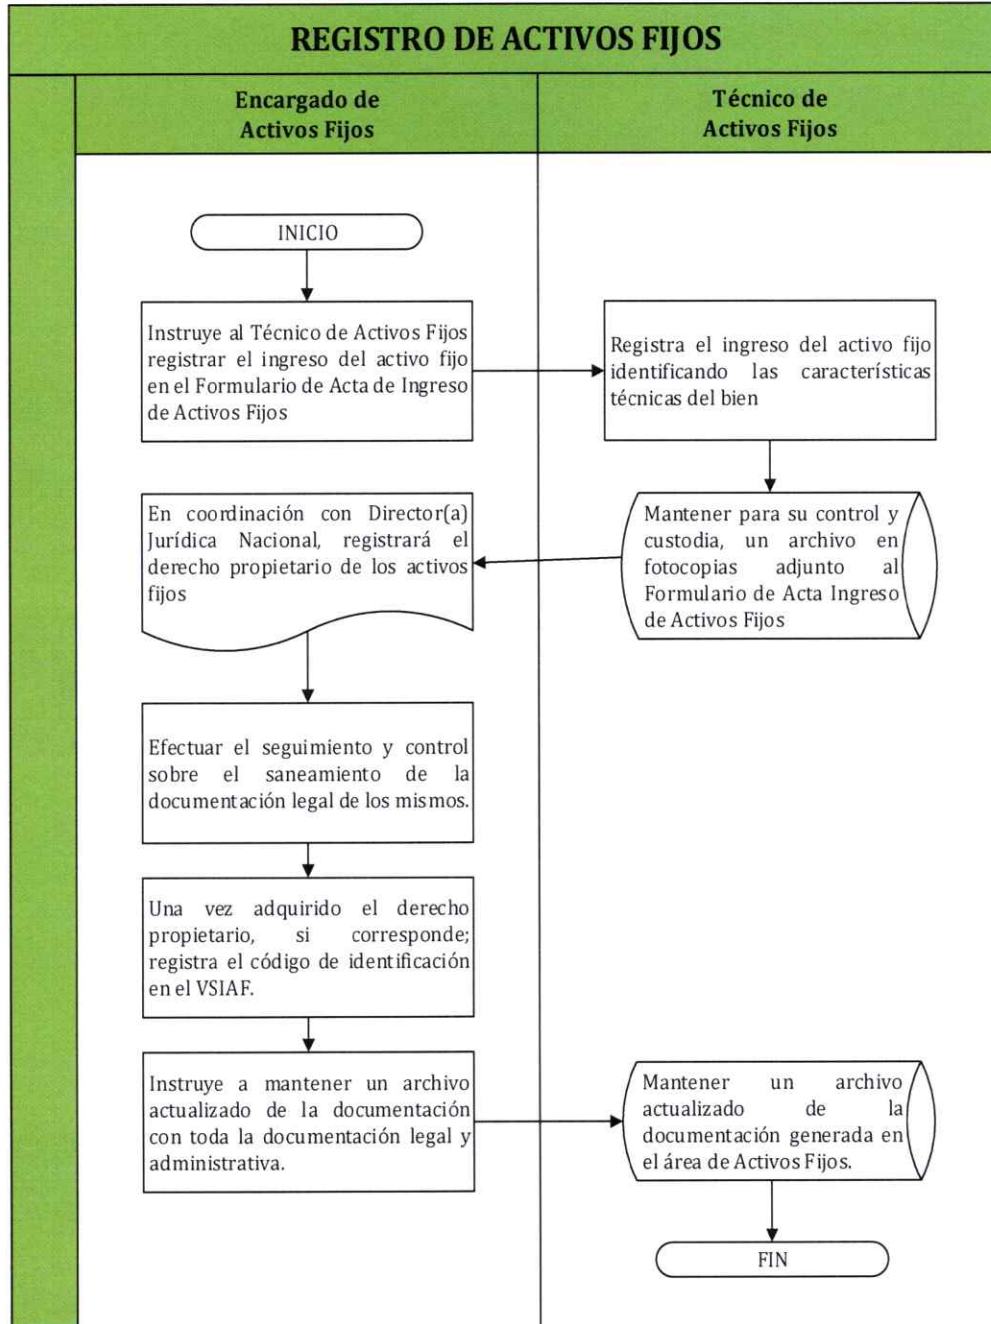 REGISTRO DE ACTIVOS FIJOS
Encargado de
Activos Fijos
Técnico de
Activos Fijos
INICIO
Instruye al Técnico de Activos Fijos
registrar el ingreso del activo fijo
en el Formulario de Acta de Ingreso
de Activos Fijos
Registra el ingreso del activo fijo
identificando las características
técnicas del bien
Mantener para su control y
custodia, un archivo en
fotocopias adjunto al
Formulario de Acta Ingreso
de Activos Fijos
En coordinación con Director(a)
Jurídica Nacional, registrará el
derecho propietario de los activos
fijos
Efectuar el seguimiento y control
sobre el saneamiento de la
documentación legal de los mismos.
Una vez adquirido el derecho
propietario, si corresponde;
registra el código de identificación
en el VSIAF.
Instruye a mantener un archivo
actualizado de la documentación
con toda la documentación legal y
administrativa.
Mantener un archivo
actualizado de la
documentación generada en
el área de Activos Fijos.
FIN